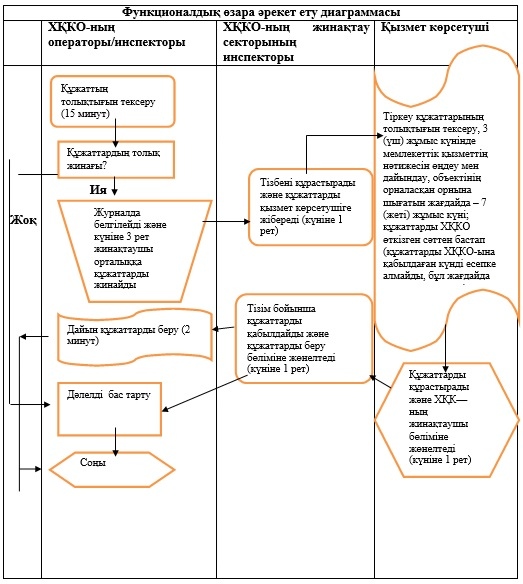 Функционалдық өзара әрекет ету диаграммасы
ХҚКО-ның
операторы/инспекторы
ХҚКО-ның жинақтау
секторының
инспекторы
Қызмет көрсетуші
Құжаттың
толықтығын тексеру
(15 минут)
Құжаттардың толық
жинағы?
Ия
Жоқ
Журналда
белгілейді және
күніне 3 рет
жинақтаушы
орталыққа
құжаттарды
жинайды
Тізбені құрастырады
және құжаттарды
қызмет көрсетушіге
жібереді (күніне 1
рет)
Тіркеу құжаттарының
толықтығын тексеру, 3
(үш) жұмыс күнінде
мемлекеттік қызметтің
нәтижесін өңдеу мен
дайындау, объектінің
орналасқан орнына
шығатын жағдайда – 7
(жеті) жұмыс күні;
құжаттарды ХҚКО
өткізген сәттен бастап
(құжаттарды ХҚКО-ына
қабылдаған күнді есепке
алмайды, бұл жағдайда
Дайын құжаттарды беру (2
минут)
Тізім бойынша
құжаттарды
қабылдайды және
құжаттарды беру
бөліміне жөнелтеді
(күніне 1 рет)
Құжаттарды
құрастырады
және ХҚК—
ның
жинақтаушы
бөліміне
жөнелтеді
(күніне 1 рет)
Дәлелді бас тарту
Соңы